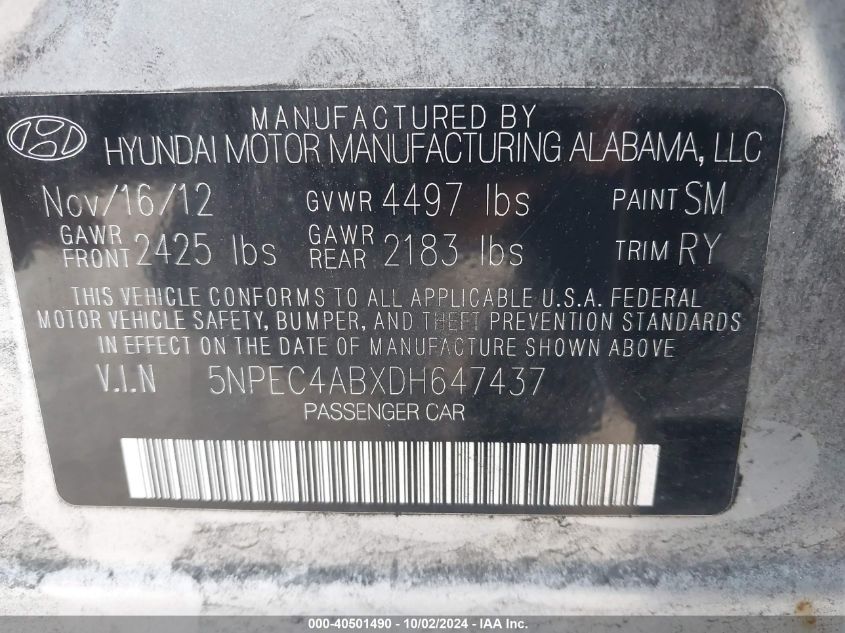 MANUFACTURED BY
HYUNDAI MOTOR MANUFACTURING ALABAMA, LLC
Nov/16/12 GVWR 4497 lbs PAINT SM
GAWR FRONT 2425 lbs GAWR REAR 2183 lbs TRIM RY
THIS VEHICLE CONFORMS TO ALL APPLICABLE U.S.A. FEDERAL
MOTOR VEHICLE SAFETY, BUMPER, AND THEFT PREVENTION STANDARDS
IN EFFECT ON THE DATE OF MANUFACTURE SHOWN ABOVE.
V.I.N 5NPEC4ABXDH647437
PASSENGER CAR
000-40501490 - 10/02/2024 - IAA Inc.